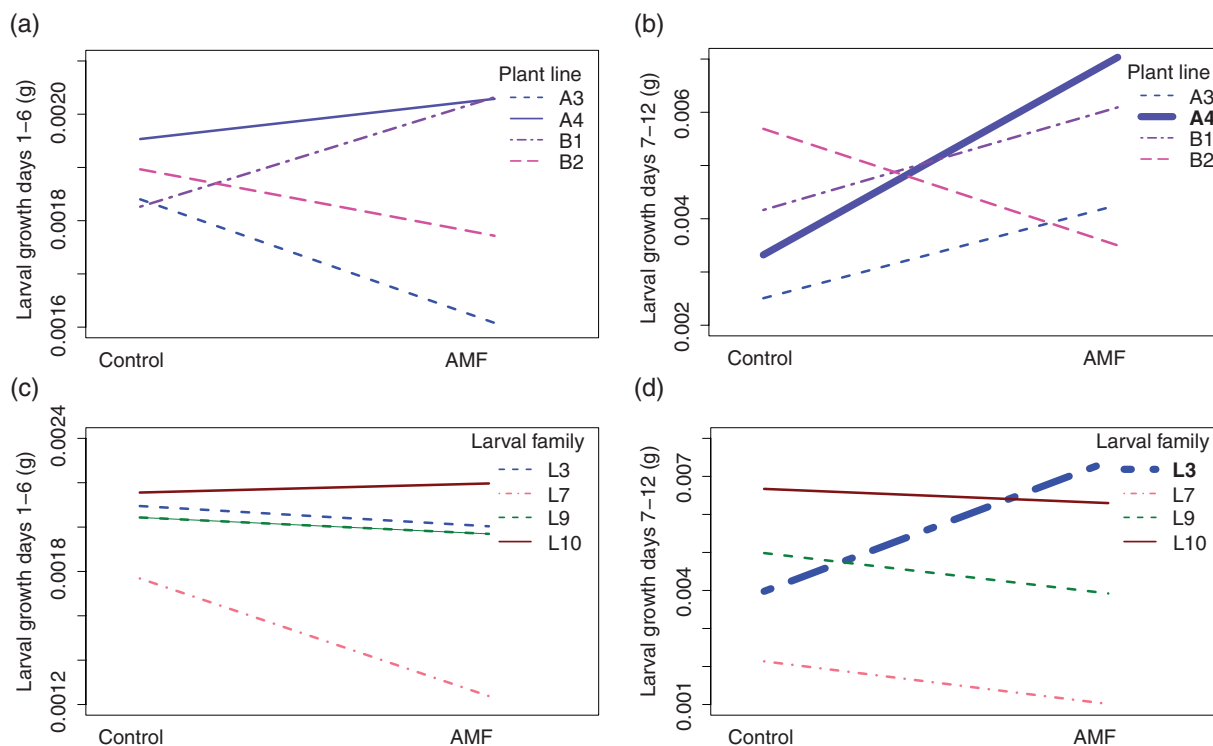 (a)
Larval growth days 1–6 (g)
0.0020
0.0018
0.0016
Plant line
A3
A4
B1
B2
Control
AMF
(b)
Larval growth days 7–12 (g)
0.006
0.004
0.002
Plant line
A3
A4
B1
B2
Control
AMF
(c)
Larval growth days 1–6 (g)
0.0024
0.0018
0.0012
Larval family
L3
L7
L9
L10
Control
AMF
(d)
Larval growth days 7–12 (g)
0.007
0.004
0.001
Larval family
L3
L7
L9
L10
Control
AMF